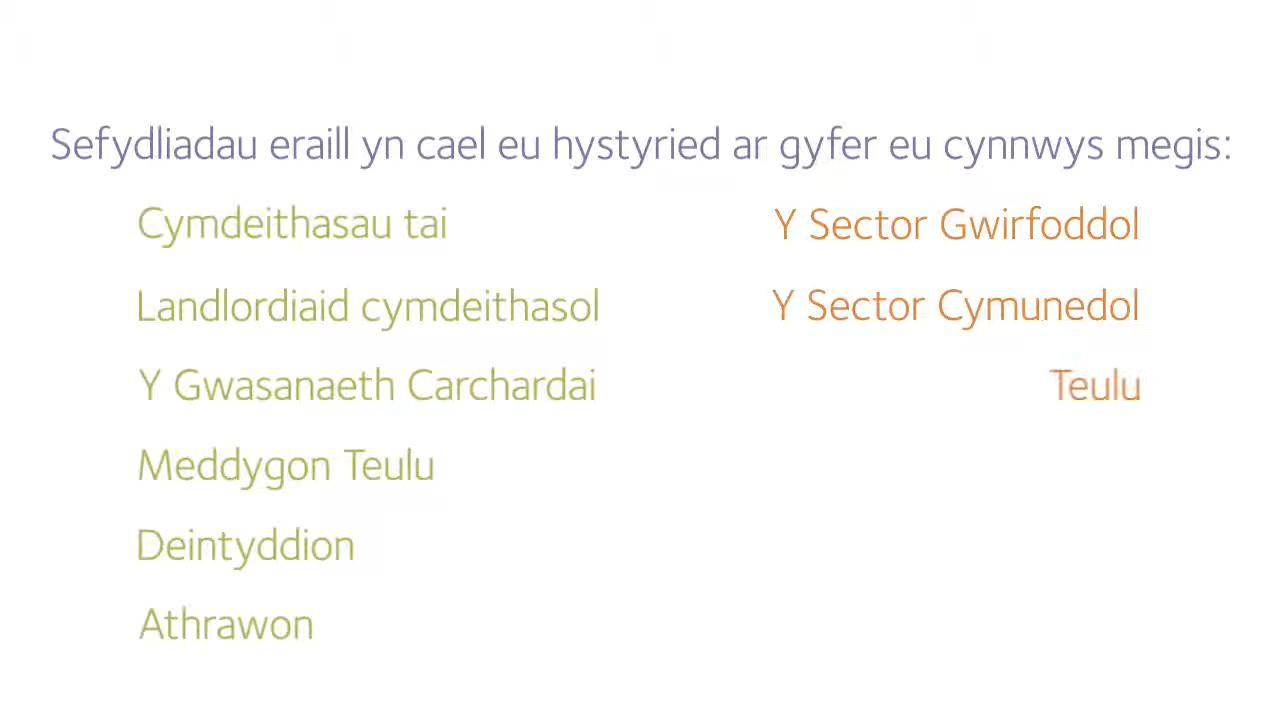 Sefydliadau eraill yn cael eu hystyried ar gyfer eu cynnwys megis:
Cymdeithasau tai
Landlordiaid cymdeithasol
Y Gwasanaeth Carchardai
Meddygon Teulu
Deintyddion
Athrawon
Y Sector Gwirfoddol
Y Sector Cymunedol
Teulu